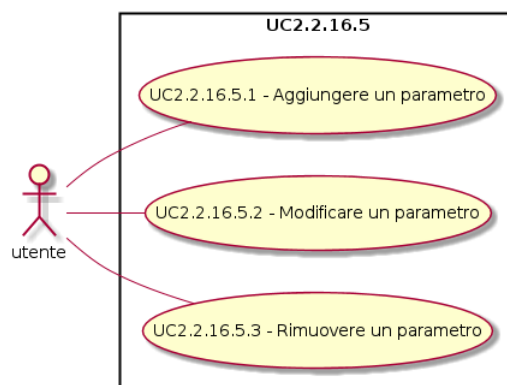 UC2.2.16.5
UC2.2.16.5.1 - Aggiungere un parametro
UC2.2.16.5.2 - Modificare un parametro
utente
UC2.2.16.5.3 - Rimuovere un parametro